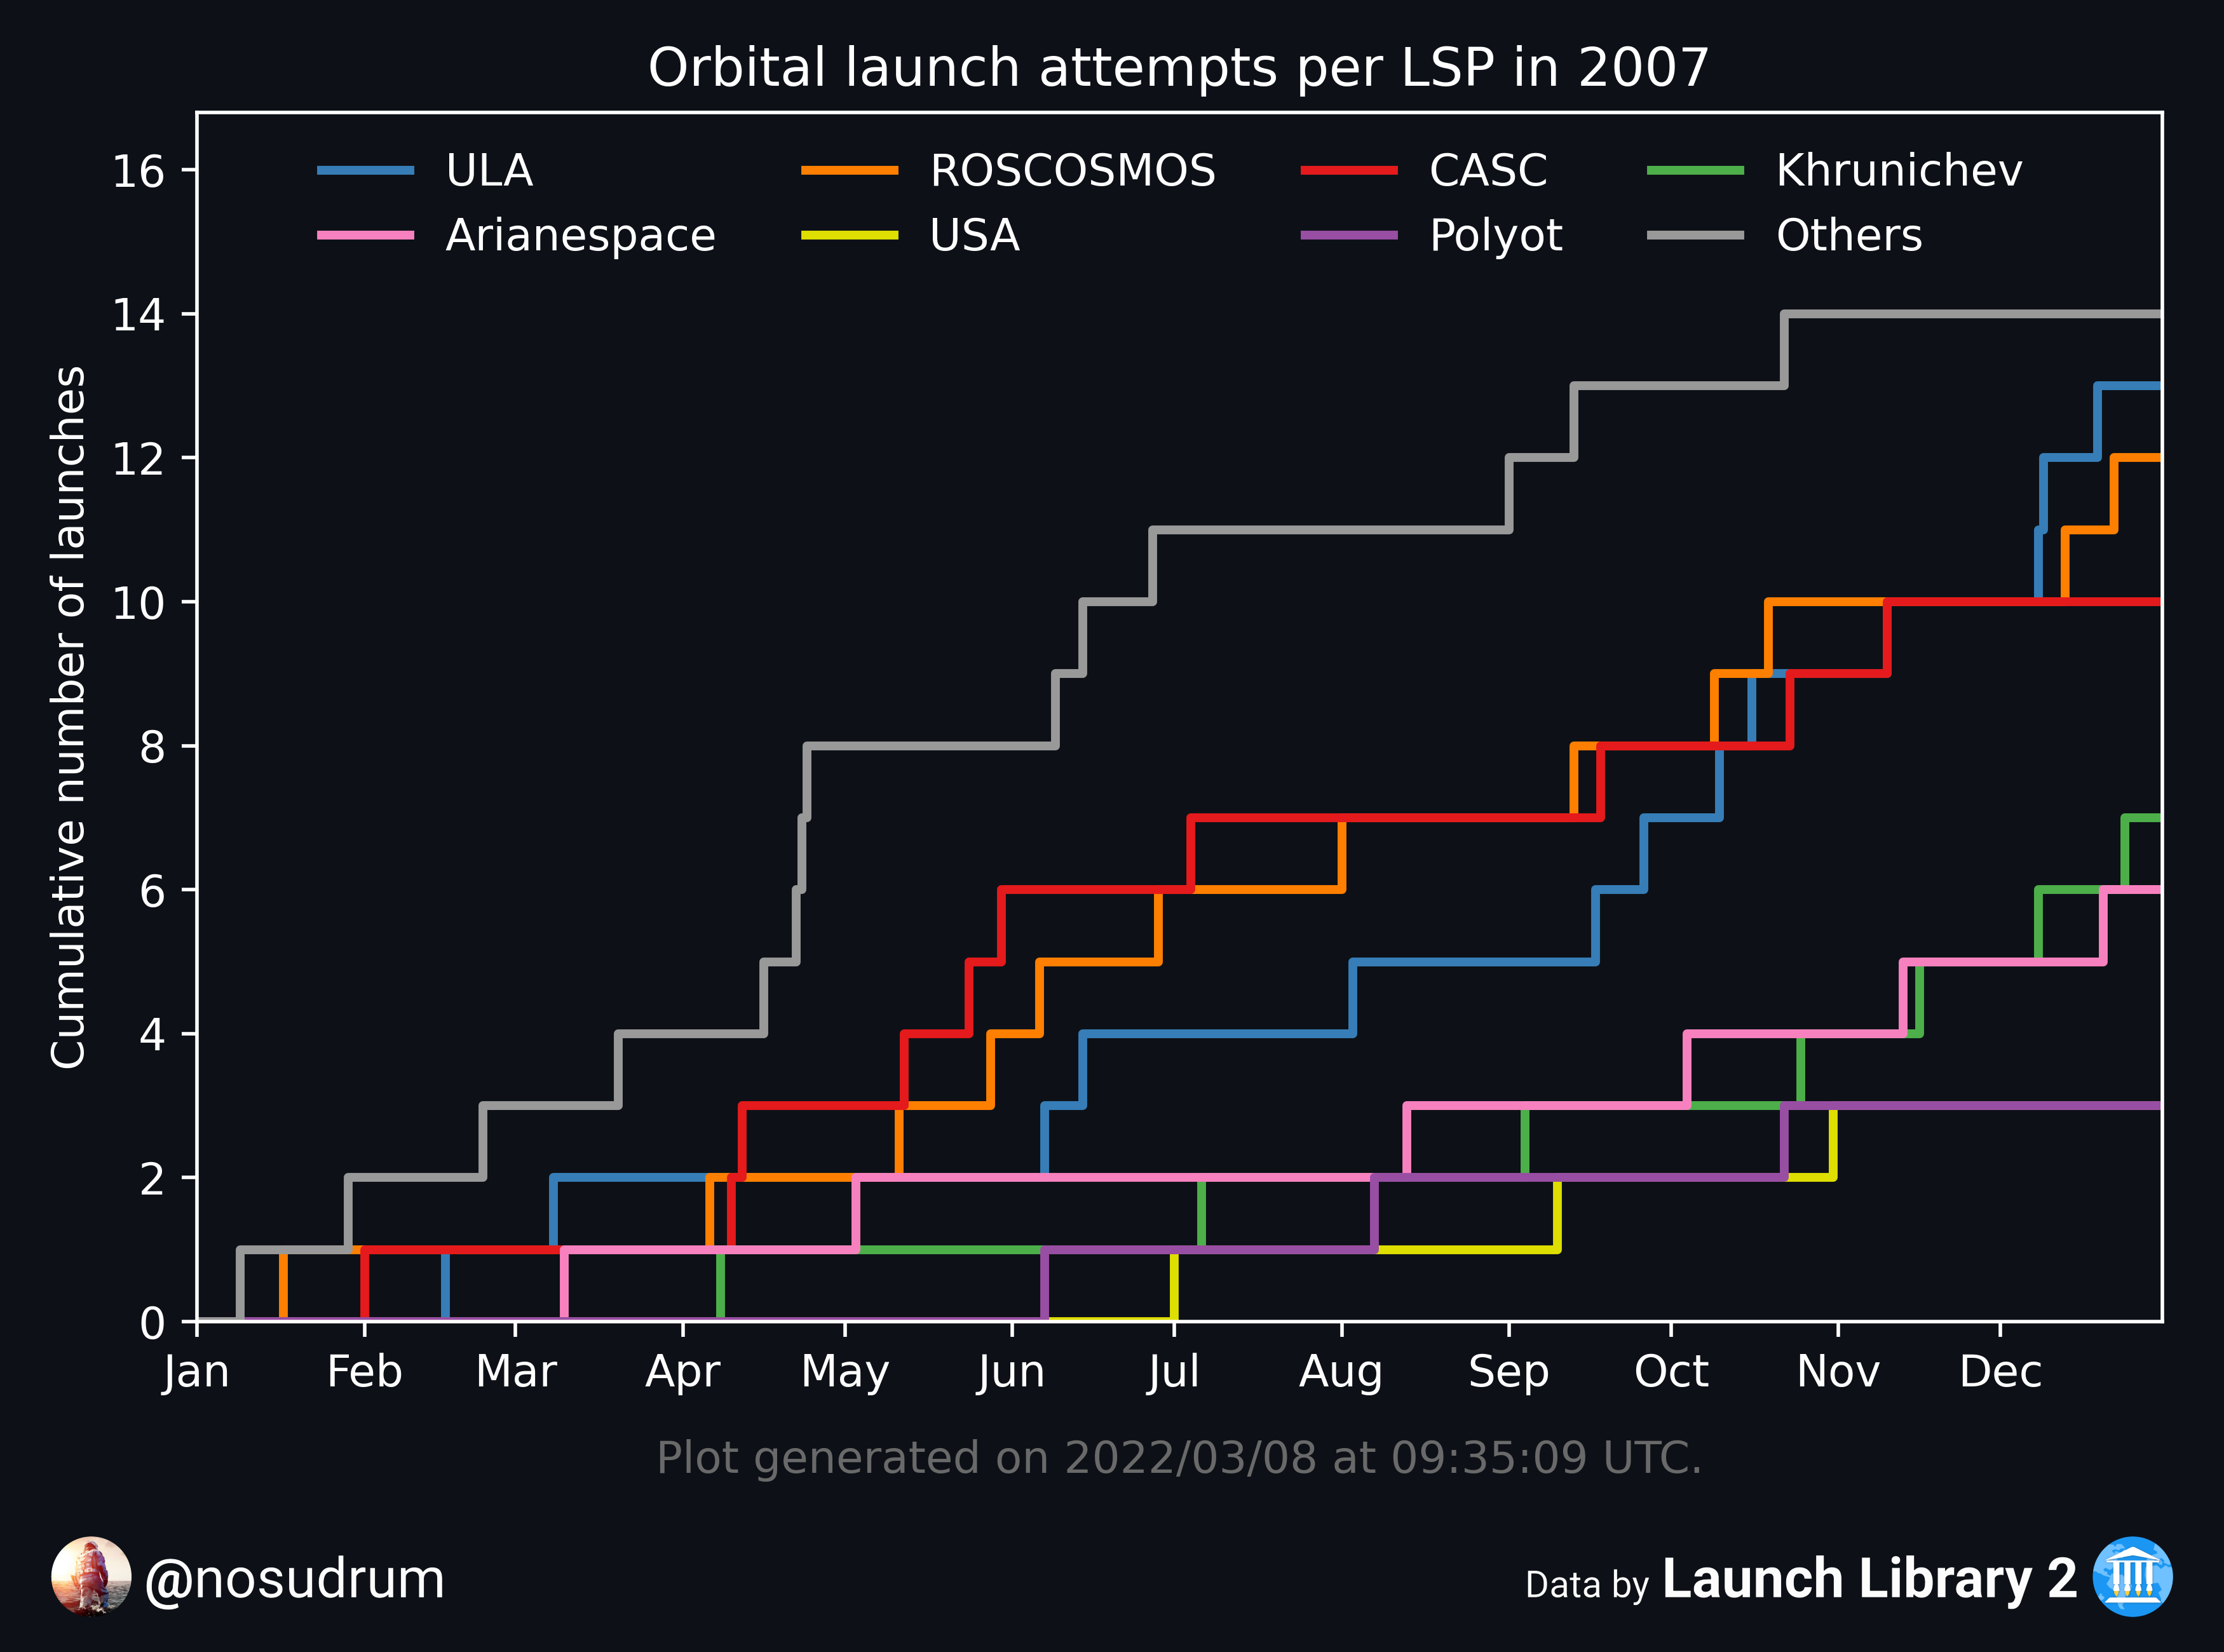 Orbital launch attempts per LSP in 2007
ULA
ROSCOSMOS
CASC
Khrunichev
Arianespace
USA
Polyot
Others
Cumulative number of launches
16
14
12
10
8
6
4
2
0
Jan Feb Mar Apr May Jun Jul Aug Sep Oct Nov Dec
Plot generated on 2022/03/08 at 09:35:09 UTC.
@nosudrum
Data by Launch Library 2